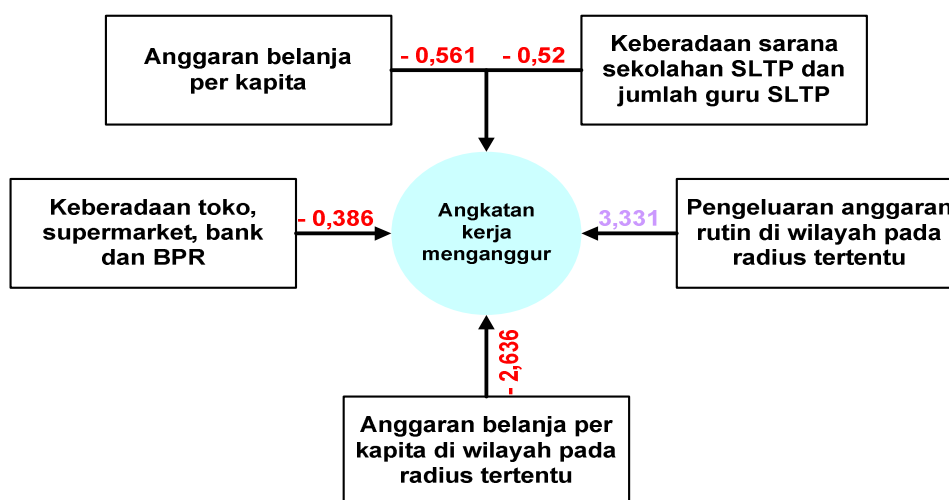 Anggaran belanja
per kapita
- 0,561
- 0,52
Keberadaan sarana
sekolahan SLTP dan
jumlah guru SLTP
Keberadaan toko,
supermarket, bank
dan BPR
- 0,386
Angkatan
kerja
menganggur
3,331
Pengeluaran anggaran
rutin di wilayah pada
radius tertentu
- 2,636
Anggaran belanja per
kapita di wilayah pada
radius tertentu